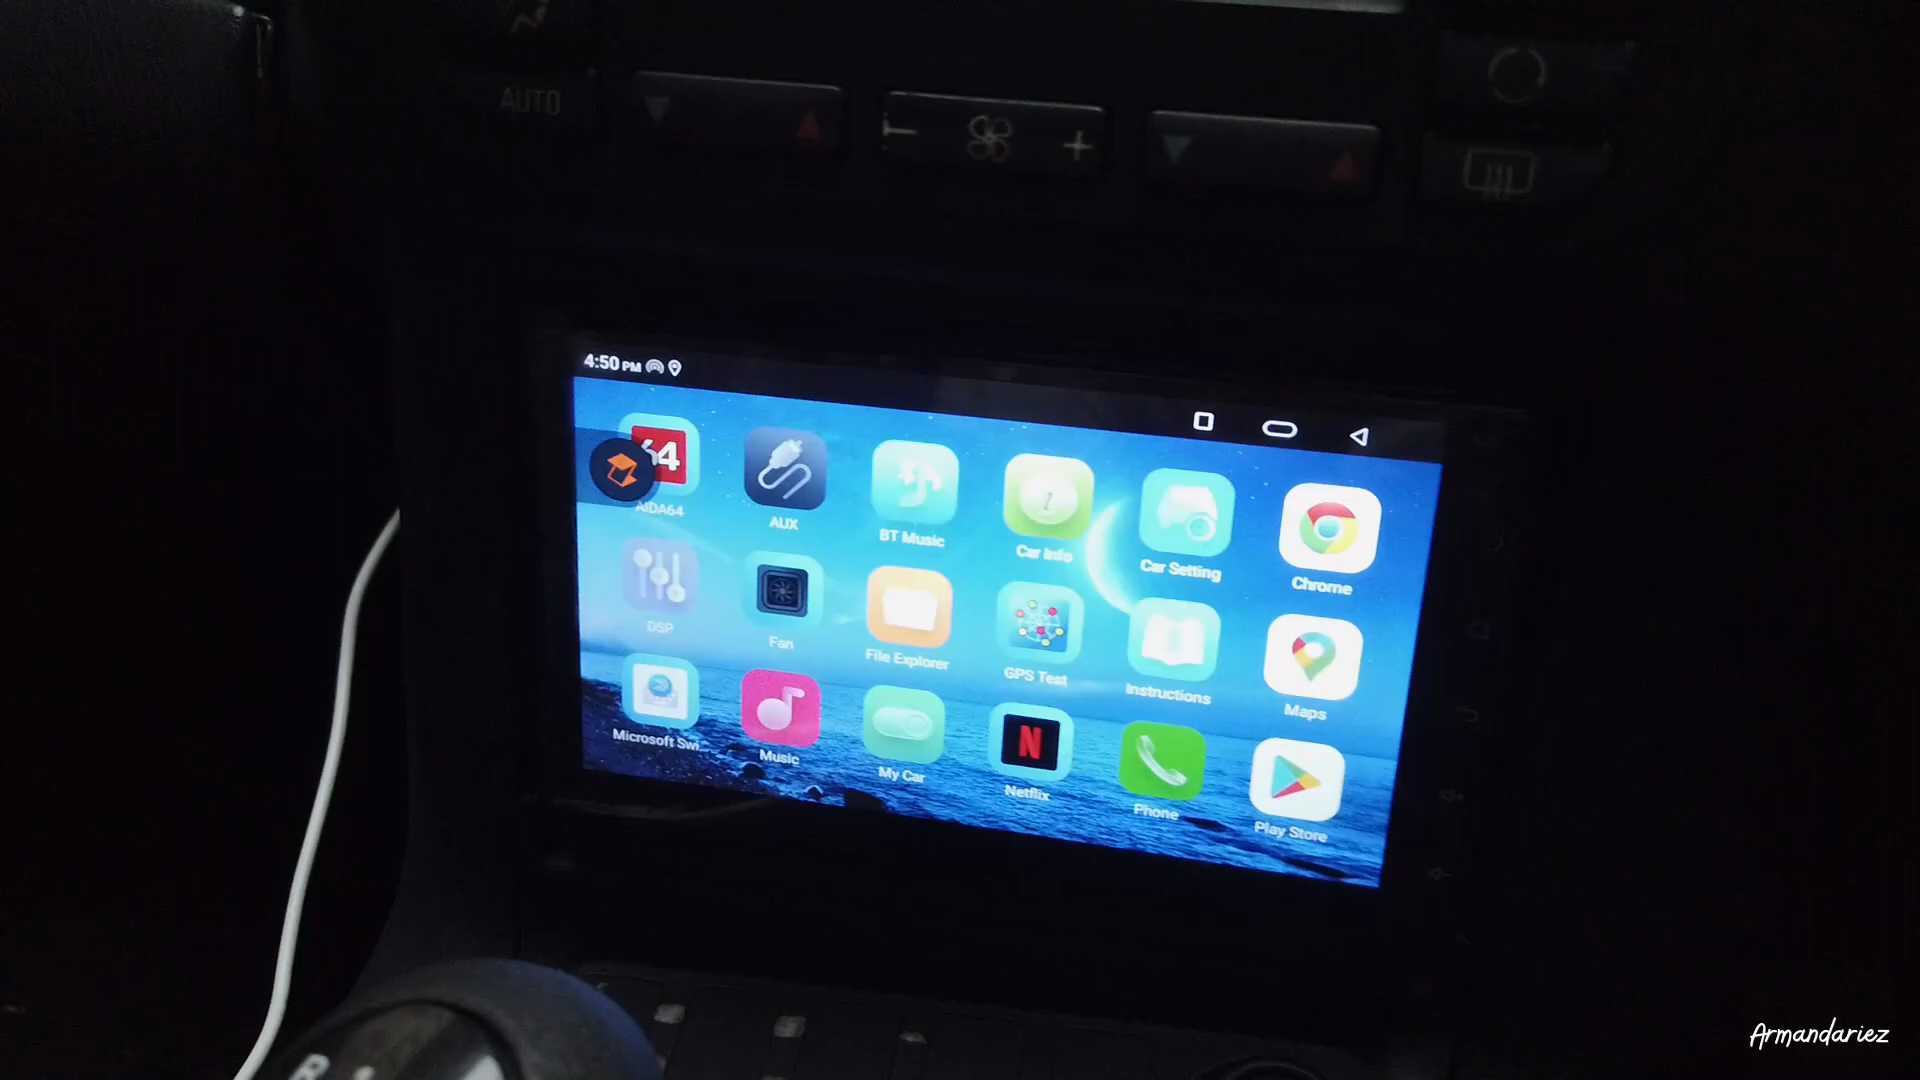 AUTO
4:50 PM
64
AIDA64
AUX
BT Music
Car Info
Car Setting
Chrome
DSP
Fan
File Explorer
GPS Test
Instructions
Maps
Microsoft Swi...
Music
My Car
N
Netflix
Phone
Play Store
R
Armandariez